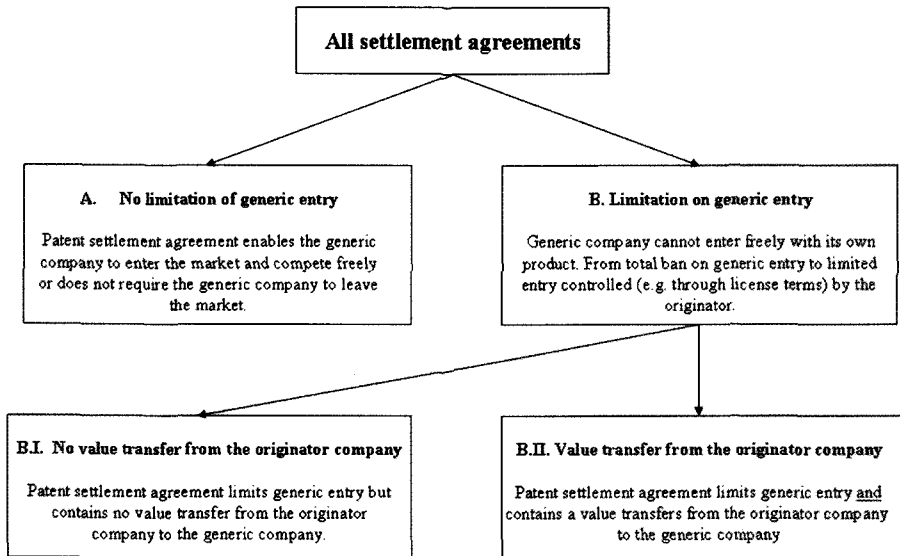 All settlement agreements
A. No limitation of generic entry
Patent settlement agreement enables the generic
company to enter the market and compete freely
or does not require the generic company to leave
the market.
B. Limitation on generic entry
Generic company cannot enter freely with its own
product. From total ban on generic entry to limited
entry controlled (e.g. through license terms) by the
originator.
B.I. No value transfer from the originator company
Patent settlement agreement limits generic entry but
contains no value transfer from the originator
company to the generic company.
B.II. Value transfer from the originator company
Patent settlement agreement limits generic entry and
contains a value transfers from the originator company
to the generic company